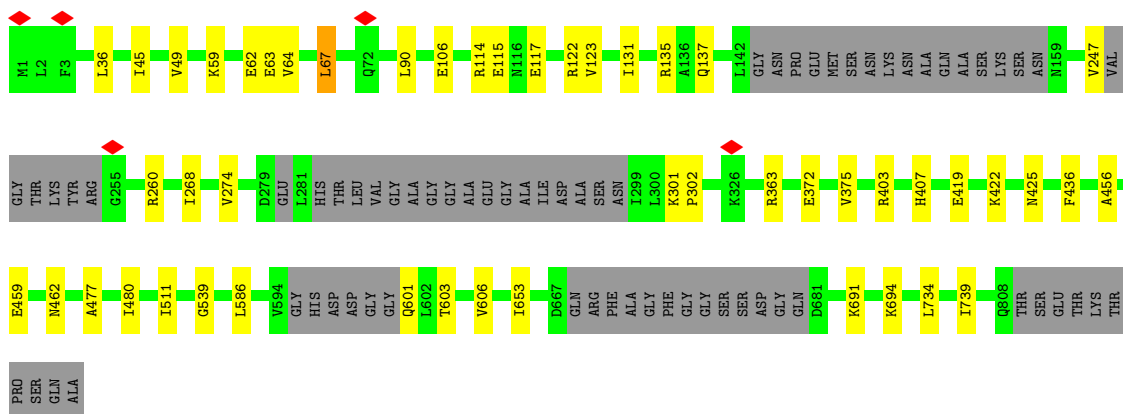 M1 L2 F3 L36 I45 V49 K59 E62 E63 V64 L67 Q72 L90 E106 R114 E115 N116 E117 R122 V123 I131 R135 A136 Q137 L142 GLY ASN PRO GLU MET SER ASN LYS ASN ALA GLN ALA SER LYS SER ASN N159 V247 VAL
GLY THR LYS TYR ARG G255 R260 I268 V274 D279 GLU L281 HIS THR LEU VAL GLY ALA GLY GLY ALA GLU GLY ALA ILE ASP ALA SER ASN I299 L300 K301 P302 K326 R363 E372 V375 R403 H407 E419 K422 N425 F436 A456
E459 N462 A477 I480 I511 G539 L586 V594 GLY HIS ASP ASP GLY GLY Q601 L602 T603 V606 I653 D667 GLN ARG PHE ALA GLY PHE GLY GLY SER SER ASP GLY GLN D681 K691 K694 L734 I739 Q808 THR SER GLU THR LYS THR
PRO SER GLN ALA